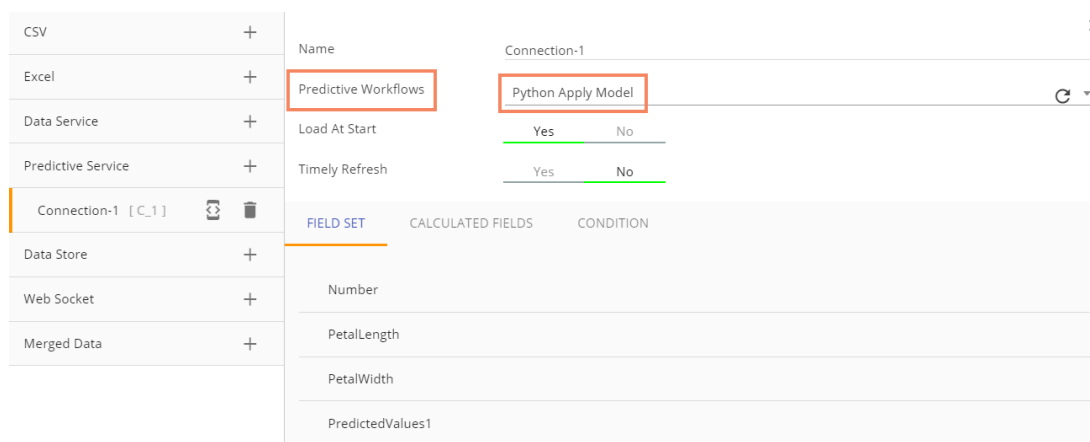 CSV
Excel
Data Service
Predictive Service
Connection-1 [ C_1 ]
Data Store
Web Socket
Merged Data
Name Connection-1
Predictive Workflows Python Apply Model
Load At Start Yes No
Timely Refresh Yes No
FIELD SET CALCULATED FIELDS CONDITION
Number
PetalLength
PetalWidth
PredictedValues1